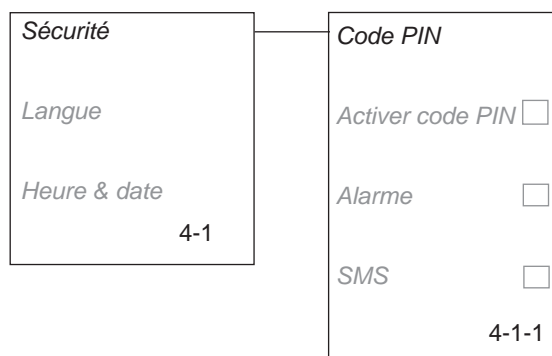 Sécurité
Langue
Heure & date
4-1
Code PIN
Activer code PIN
Alarme
SMS
4-1-1